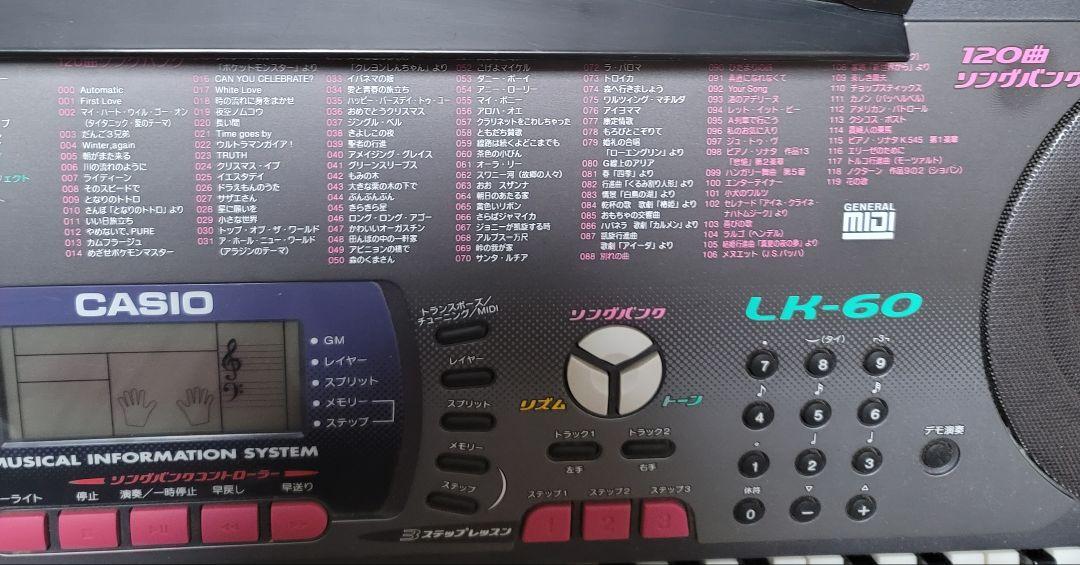 120曲ソングバンク
000 Automatic
001 First Love
002 マイ・ハート・ウィル・ゴー・オン
(タイタニック・愛のテーマ)
003 だんご3兄弟
004 Winter,again
005 朝がまた来る
006 川の流れのように
007 ライディーン
008 そのスピードで
009 となりのトトロ
010 さんぽ「となりのトトロ」より
011 いい日旅立ち
012 やめないで,PURE
013 カムフラージュ
014 めざせポケモンマスター
「ポケットモンスター」より
016 CAN YOU CELEBRATE?
017 White Love
018 時の流れに身をまかせ
019 夜空ノムコウ
020 長い間
021 Time goes by
022 ウルトラマンガイア!
023 TRUTH
024 クリスマス・イブ
025 イエスタデイ
026 ドラえもんのうた
027 サザエさん
028 星に願いを
029 小さな世界
030 トップ・オブ・ザ・ワールド
031 ア・ホール・ニュー・ワールド
(アラジンのテーマ)
「クレヨンしんちゃん」より
033 イパネマの娘
034 愛と青春の旅立ち
035 ハッピー・バースデイ・トゥ・ユー
036 おめでとうクリスマス
037 ジングル・ベル
038 きよしこの夜
039 聖者の行進
040 アメイジング・グレイス
041 グリーンスリーブス
042 もみの木
043 大きな栗の木の下で
044 ぶんぶんぶん
045 きらきら星
046 ロング・ロング・アゴー
047 かわいいオーガスチン
048 田んぼの中の一軒家
049 アビニョンの橋で
050 森のくまさん
052 こげよマイケル
053 ダニー・ボーイ
054 アニー・ローリー
055 マイ・ボニー
056 アロハ・オエ
057 クラリネットをこわしちゃった
058 ともだち賛歌
059 線路は続くよどこまでも
060 茶色の小びん
061 オーラ・リー
062 スワニー河(故郷の人々)
063 おお スザンナ
064 朝日のあたる家
065 黄色いリボン
066 さらばジャマイカ
067 ジョニーが凱旋する時
068 アルプス一万尺
069 鈴の我が家
070 サンタ・ルチア
072 ラ・パロマ
073 トロイカ
074 森へ行きましょう
075 ワルツィング・マチルダ
076 アイヨママ
077 康定情歌
078 もろびとこぞりて
079 婚礼の合唱
「ローエングリン」より
080 G線上のアリア
081 春「四季」より
082 行進曲「くるみ割り人形」より
083 情景「白鳥の湖」より
084 乾杯の歌 歌劇「椿姫」より
085 おもちゃの交響曲
086 ハバネラ 歌劇「カルメン」より
087 凱旋行進曲
歌劇「アイーダ」より
088 別れの曲
091 英雄
092 Your Song
093 渚のアデリーヌ
094 レット・イット・ビー
095 A列車で行こう
096 私のお気に入り
097 ジュ・トゥ・ヴ
098 ピアノ・ソナタ 作品13
「悲愴」第2楽章
099 ハンガリー舞曲 第5番
100 エンターテイナー
101 小犬のワルツ
102 セレナード「アイネ・クライネ・
ナハトムジーク」より
103 喜びの歌
104 ラルゴ(ヘンデル)
105 結婚行進曲「真夏の夜の夢」より
106 メヌエット(J.S.バッハ)
109 楽しき農夫
110 チョップスティックス
111 カノン(パッヘルベル)
112 アメリカン・パトロール
113 クシコス・ポスト
114 貴婦人の乗馬
115 ピアノ・ソナタ K.545 第1楽章
116 エリーゼのために
117 トルコ行進曲(モーツァルト)
118 ノクターン 作品9の2(ショパン)
119 花の歌
120曲
ソングバンク
GENERAL
MIDI
CASIO
LK-60
GM
レイヤー
スプリット
メモリー
ステップ
MUSICAL INFORMATION SYSTEM
ソングバンクコントローラー
停止
演奏/一時停止
早戻し
早送り
トランスポーズ/
チューニング/MIDI
レイヤー
スプリット
メモリー
ステップ
3ステップレッスン
ソングバンク
リズム
トーン
トラック1
左手
トラック2
右手
ステップ1
ステップ2
ステップ3
1
2
3
(タイ)
7
8
9
4
5
6
1
2
3
休符
0
−
+
デモ演奏